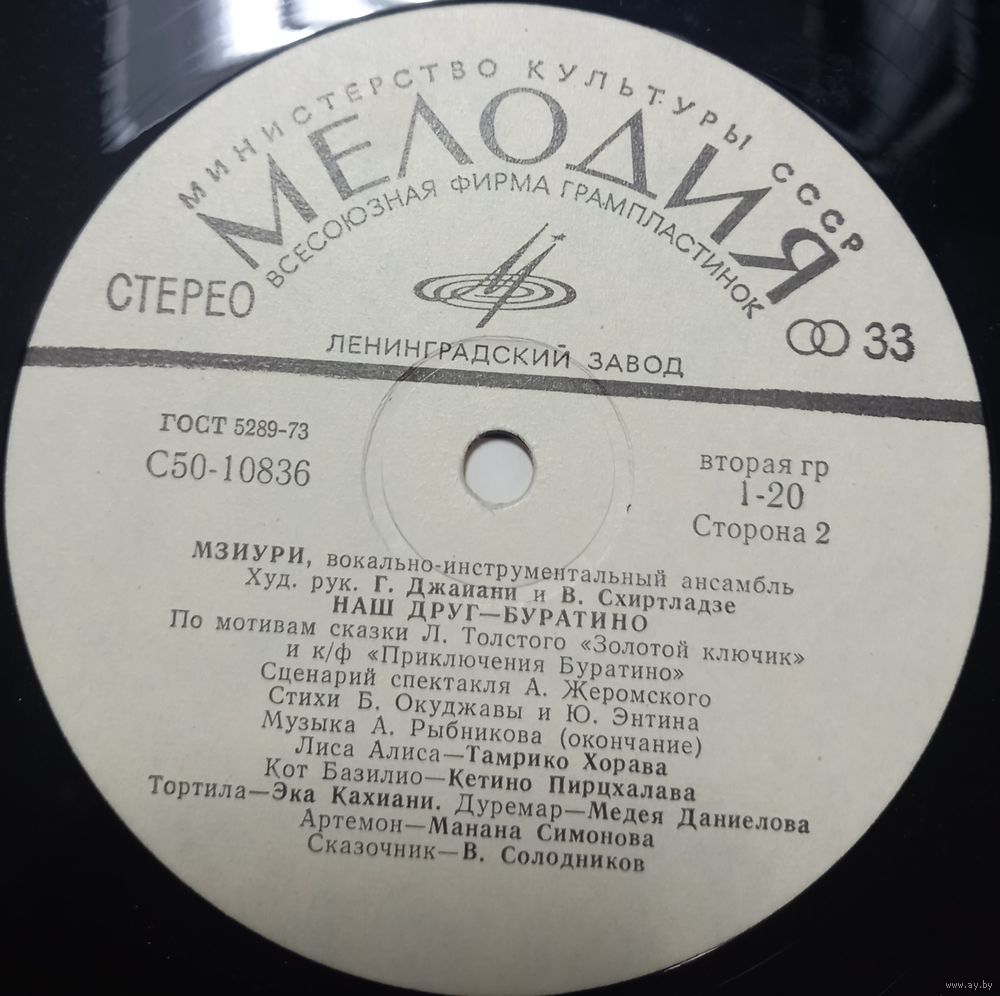 МИНИСТЕРСТВО КУЛЬТУРЫ СССР
МЕЛОДИЯ
ВСЕСОЮЗНАЯ ФИРМА ГРАМПЛАСТИНОК
СТЕРЕО
33
ЛЕНИНГРАДСКИЙ ЗАВОД
ГОСТ 5289-73
С50-10836
вторая гр
1-20
Сторона 2
МЗИУРИ, вокально-инструментальный ансамбль
Худ. рук. Г. Джаиани и В. Схиртладзе
НАШ ДРУГ—БУРАТИНО
По мотивам сказки Л. Толстого «Золотой ключик»
и к/ф «Приключения Буратино»
Сценарий спектакля А. Жеромского
Стихи Б. Окуджавы и Ю. Энтина
Музыка А. Рыбникова (окончание)
Лиса Алиса—Тамрико Хорава
Кот Базилио—Кетино Пирцхалава
Тортила—Эка Кахиани. Дуремар—Медея Даниелова
Артемон—Манана Симонова
Сказочник—В. Солодников
www.ay.by